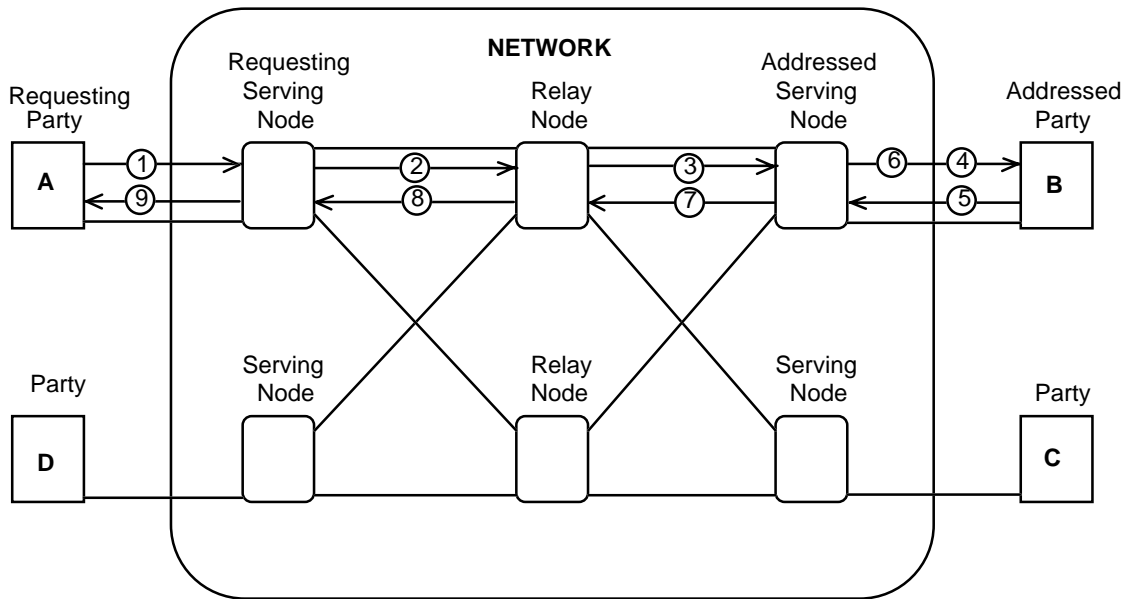 NETWORK
Requesting
Serving
Node
Relay
Node
Addressed
Serving
Node
Requesting
Party
Addressed
Party
A
1
2
3
6
4
B
9
8
7
5
Party
Serving
Node
Relay
Node
Serving
Node
Party
D
C